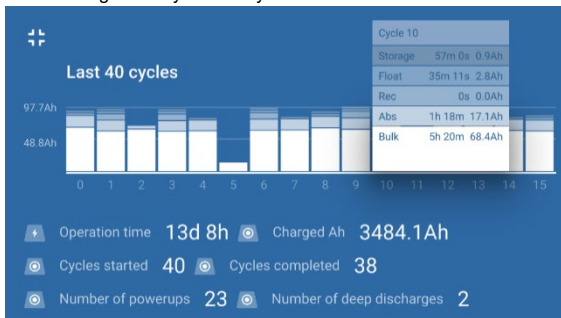 Cycle 10
Storage 57m 0s 0.9Ah
Float 35m 11s 2.8Ah
Rec 0s 0.0Ah
Abs 1h 18m 17.1Ah
Bulk 5h 20m 68.4Ah
Last 40 cycles
97.7Ah
48.8Ah
0 1 2 3 4 5 6 7 8 9 10 11 12 13 14 15
Operation time 13d 8h Charged Ah 3484.1Ah
Cycles started 40 Cycles completed 38
Number of powerups 23 Number of deep discharges 2